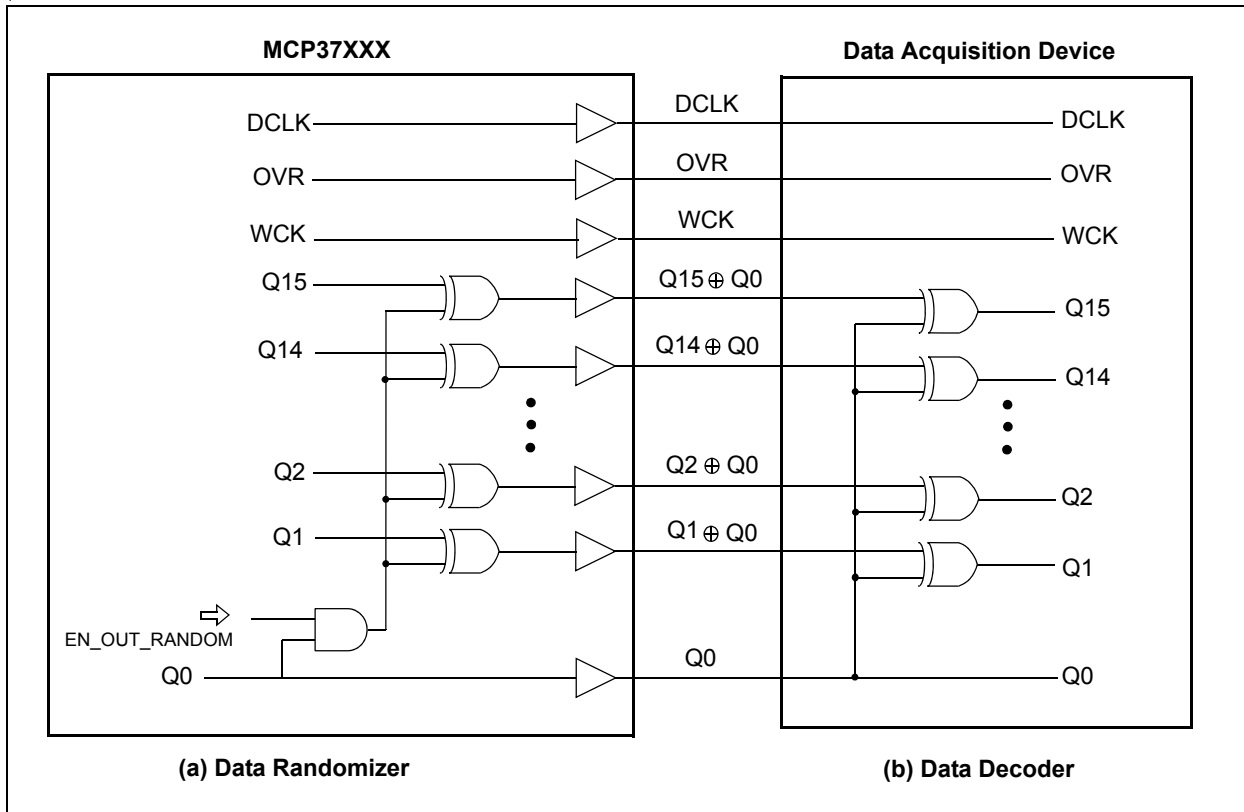 MCP37XXX
Data Acquisition Device
DCLK
DCLK
DCLK
OVR
OVR
OVR
WCK
WCK
WCK
Q15
Q15 ⊕ Q0
Q15
Q14
Q14 ⊕ Q0
Q14
Q2
Q2 ⊕ Q0
Q2
Q1
Q1 ⊕ Q0
Q1
EN_OUT_RANDOM
Q0
Q0
Q0
(a) Data Randomizer
(b) Data Decoder